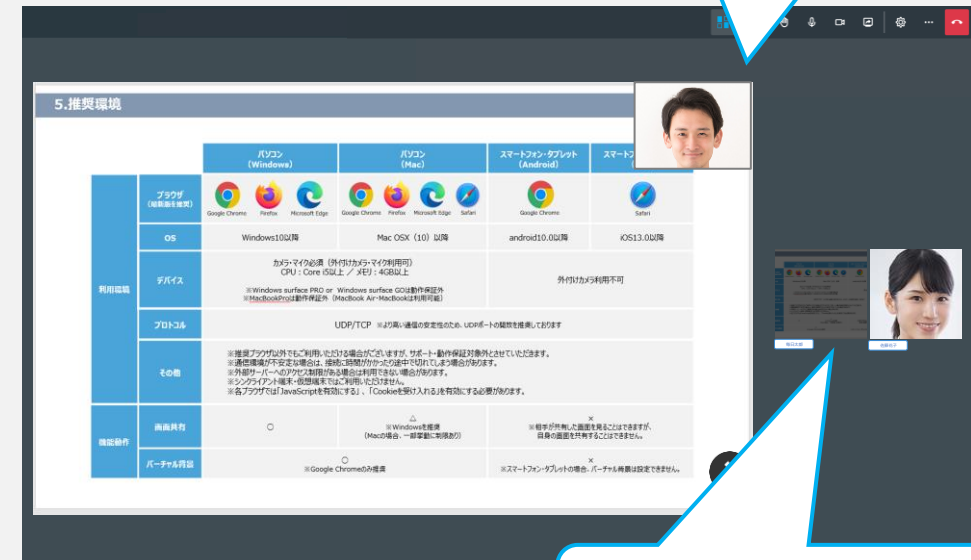 5.推奨環境
パソコン
(Windows)
パソコン
(Mac)
スマートフォン・タブレット
(Android)
利用環境
ブラウザ
Google Chrome
Firefox
Microsoft Edge
Google Chrome
Firefox
Microsoft Edge
Safari
Google Chrome
Safari
OS
Windows10以降
Mac OSX（10）以降
android10.0以降
iOS13.0以降
デバイス
カメラ・マイク必須（外付けカメラ・マイク利用可）
CPU：Core i5以上 ／ メモリ：4GB以上
※Windows surface PRO or Windows surface GOは動作保証外
※MacBookProは動作保証外（MacBook Air・MacBookは利用可能）
外付けカメラ利用不可
プロトコル
UDP/TCP ※より高い通信の安定性のため、UDPポートの開放を推奨しております
その他
※推奨ブラウザ以外でもご利用いただける場合がございますが、サポート・動作保証対象外とさせていただきます。
※通信環境が不安定な場合は、接続に時間がかかったり途中で切れてしまう場合があります。
※外部サーバーへのアクセス制限がある場合は利用できない場合があります。
※シンクライアント端末・仮想端末ではご利用いただけません。
※各ブラウザでは「JavaScriptを有効にする」、「Cookieを受け入れる」を有効にする必要があります。
機能動作
画面共有
○
△
※Windowsを推奨
（Macの場合、一部挙動に制限あり）
×
※相手が共有した画面を見ることはできますが、
自身の画面を共有することはできません。
バーチャル背景
○
※Google Chromeのみ推奨
×
※スマートフォン・タブレットの場合、バーチャル背景は設定できません。